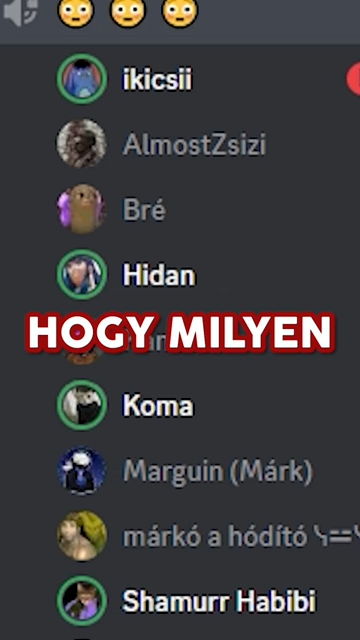 😳 😳 😳
ikicsii
AlmostZsizi
Bré
Hidan
HOGY MILYEN
Koma
Marguin (Márk)
márkó a hódító
Shamurr Habibi